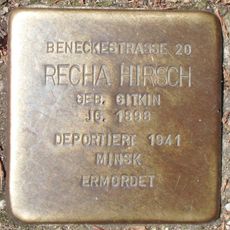 BENECKESTRASSE 20
RECHA HIRSCH
GEB. GITKIN
JG. 1898
DEPORTIERT 1941
MINSK
ERMORDET